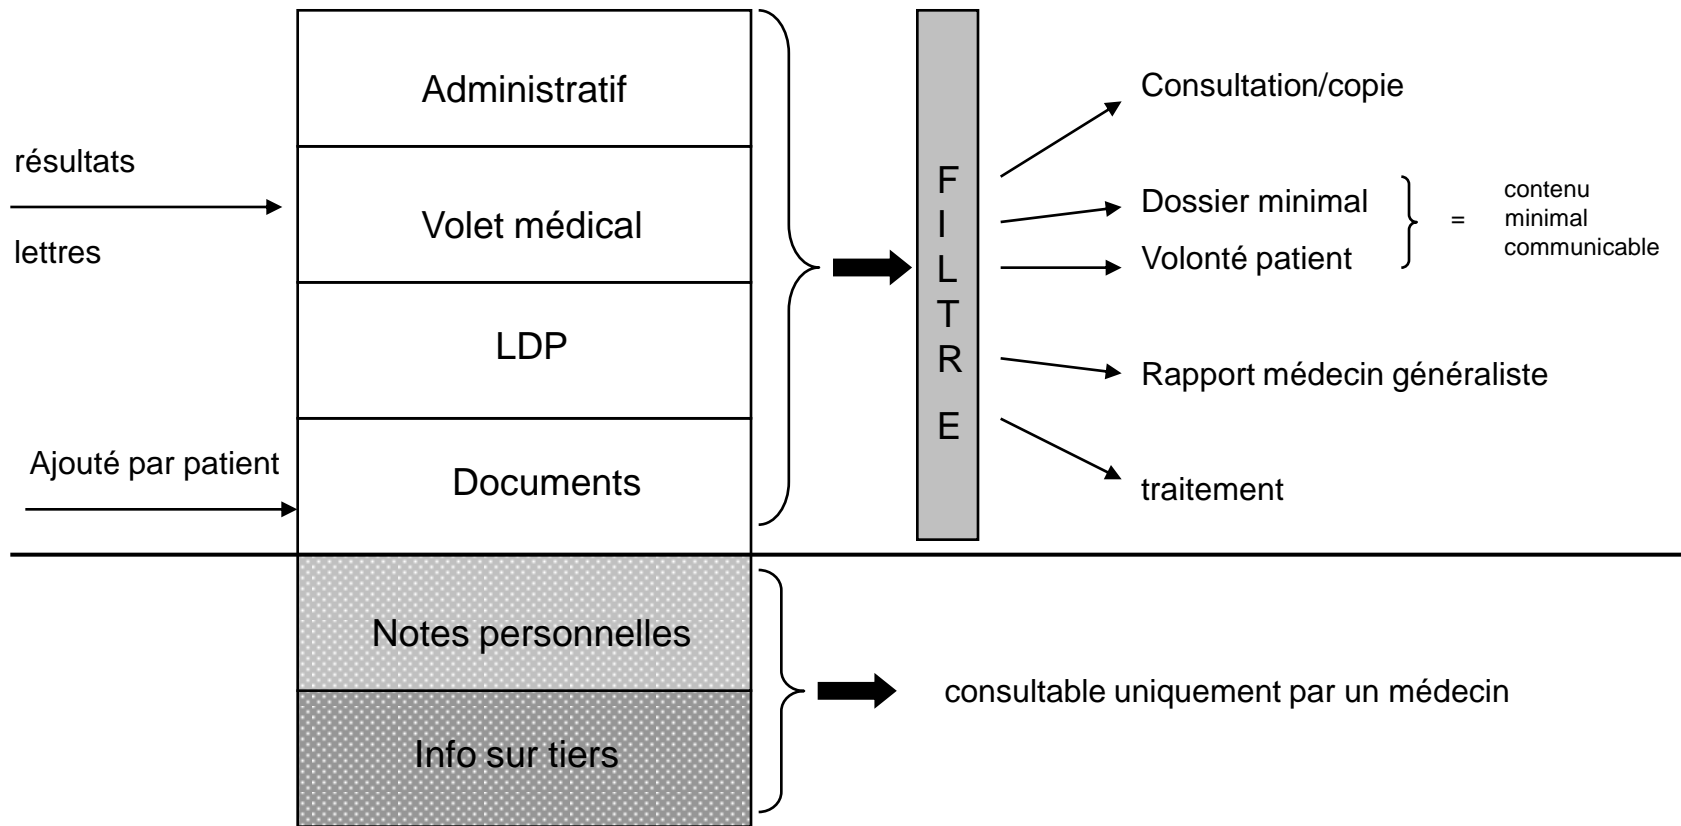 Administratif
résultats
lettres
Volet médical
LDP
Ajouté par patient
Documents
F
I
L
T
R
E
Consultation/copie
Dossier minimal
Volonté patient
=
contenu
minimal
communicable
Rapport médecin généraliste
traitement
Notes personnelles
Info sur tiers
consultable uniquement par un médecin